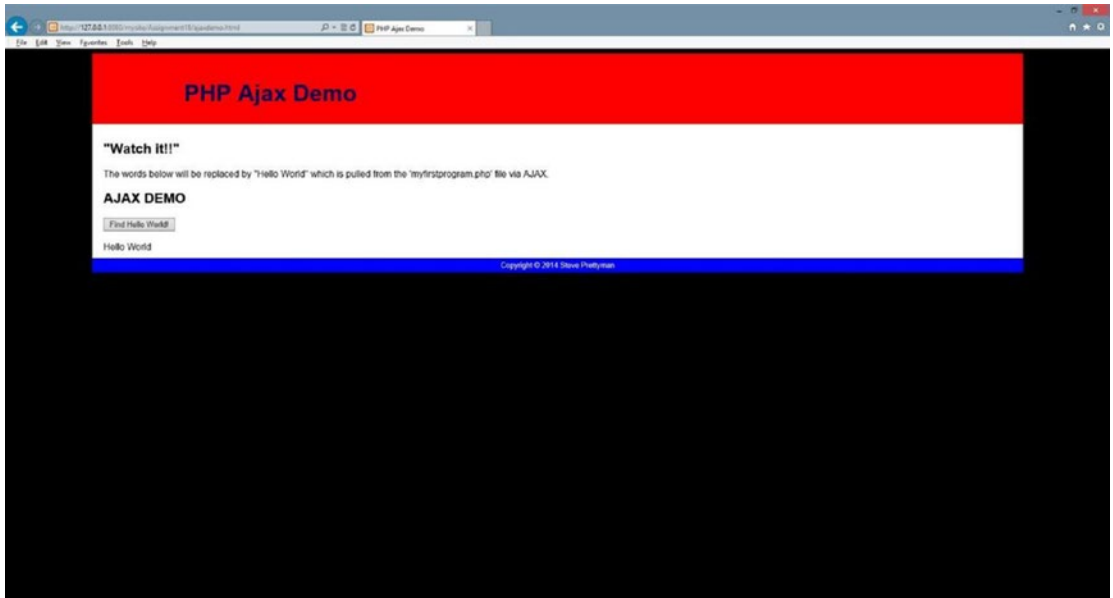 PHP Ajax Demo
File Edit View Favorites Tools Help
PHP Ajax Demo
"Watch it!!"
The words below will be replaced by "Hello World" which is pulled from the 'myfirstprogram.php' file via AJAX.
AJAX DEMO
Find Hello World!
Hello World
Copyright © 2014 Steve Prettyman